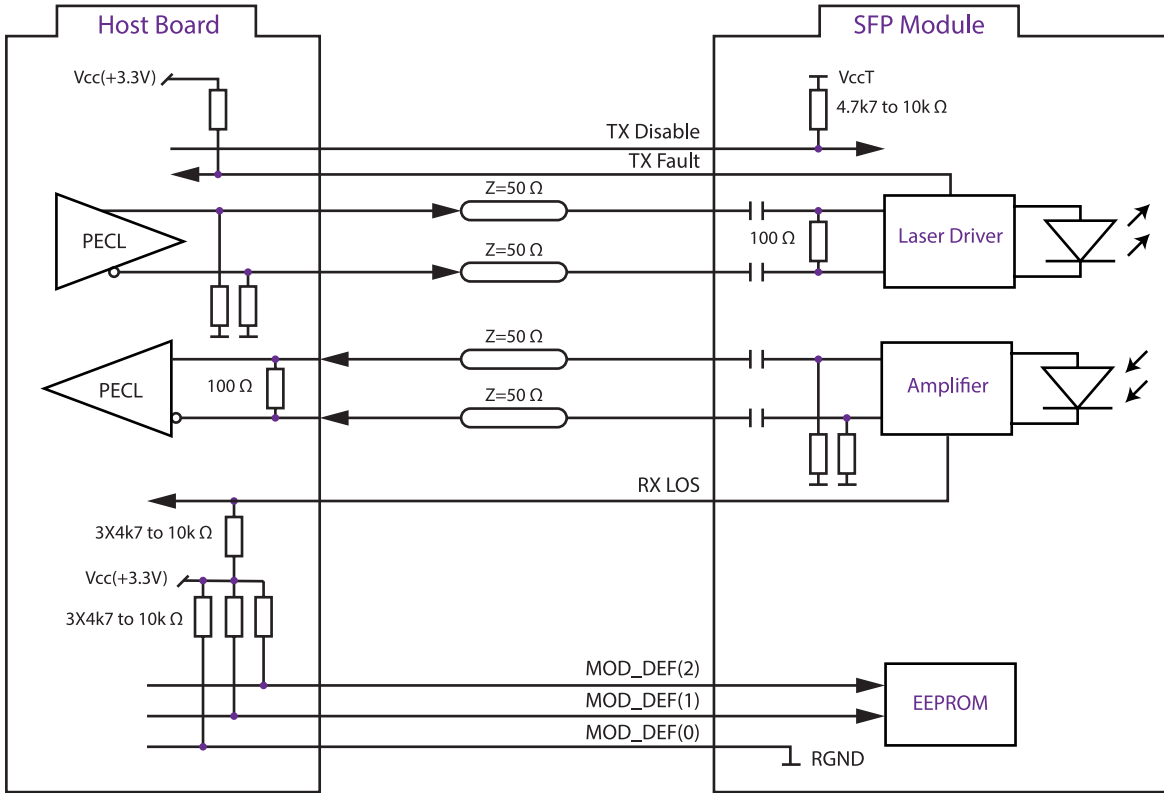 Host Board
SFP Module
Vcc(+3.3V)
VccT
4.7k7 to 10k Ω
TX Disable
TX Fault
Z=50 Ω
PECL
100 Ω
Laser Driver
Z=50 Ω
Z=50 Ω
100 Ω
PECL
Amplifier
Z=50 Ω
RX LOS
3X4k7 to 10k Ω
Vcc(+3.3V)
3X4k7 to 10k Ω
MOD_DEF(2)
MOD_DEF(1)
EEPROM
MOD_DEF(0)
RGND